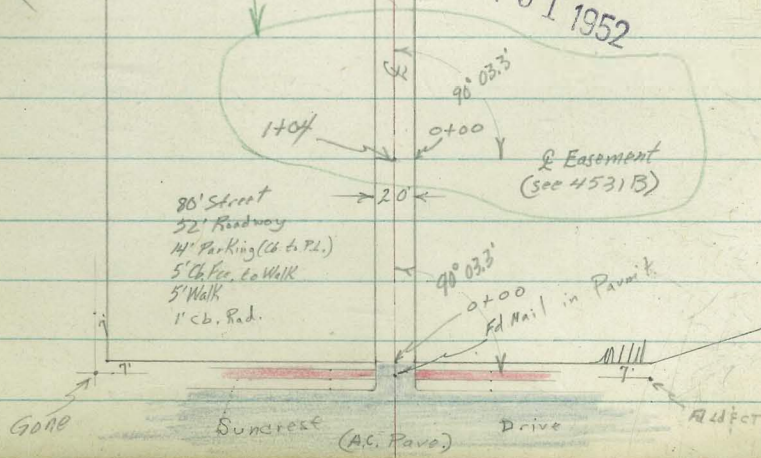 1 1952
90° 03.3'
1+04
0+00
℄ Easement
(see 4531B)
20'
80' Street
52' Roadway
14' Parking (Cb. to P.L.)
5' Cb. Fce. to Walk
5' Walk
1' Cb. Rad.
90° 03.3'
0+00
Fd Nail in Pavm't
7'
7'
7'
Gone
Suncrest Drive
(A.C. Pave.)